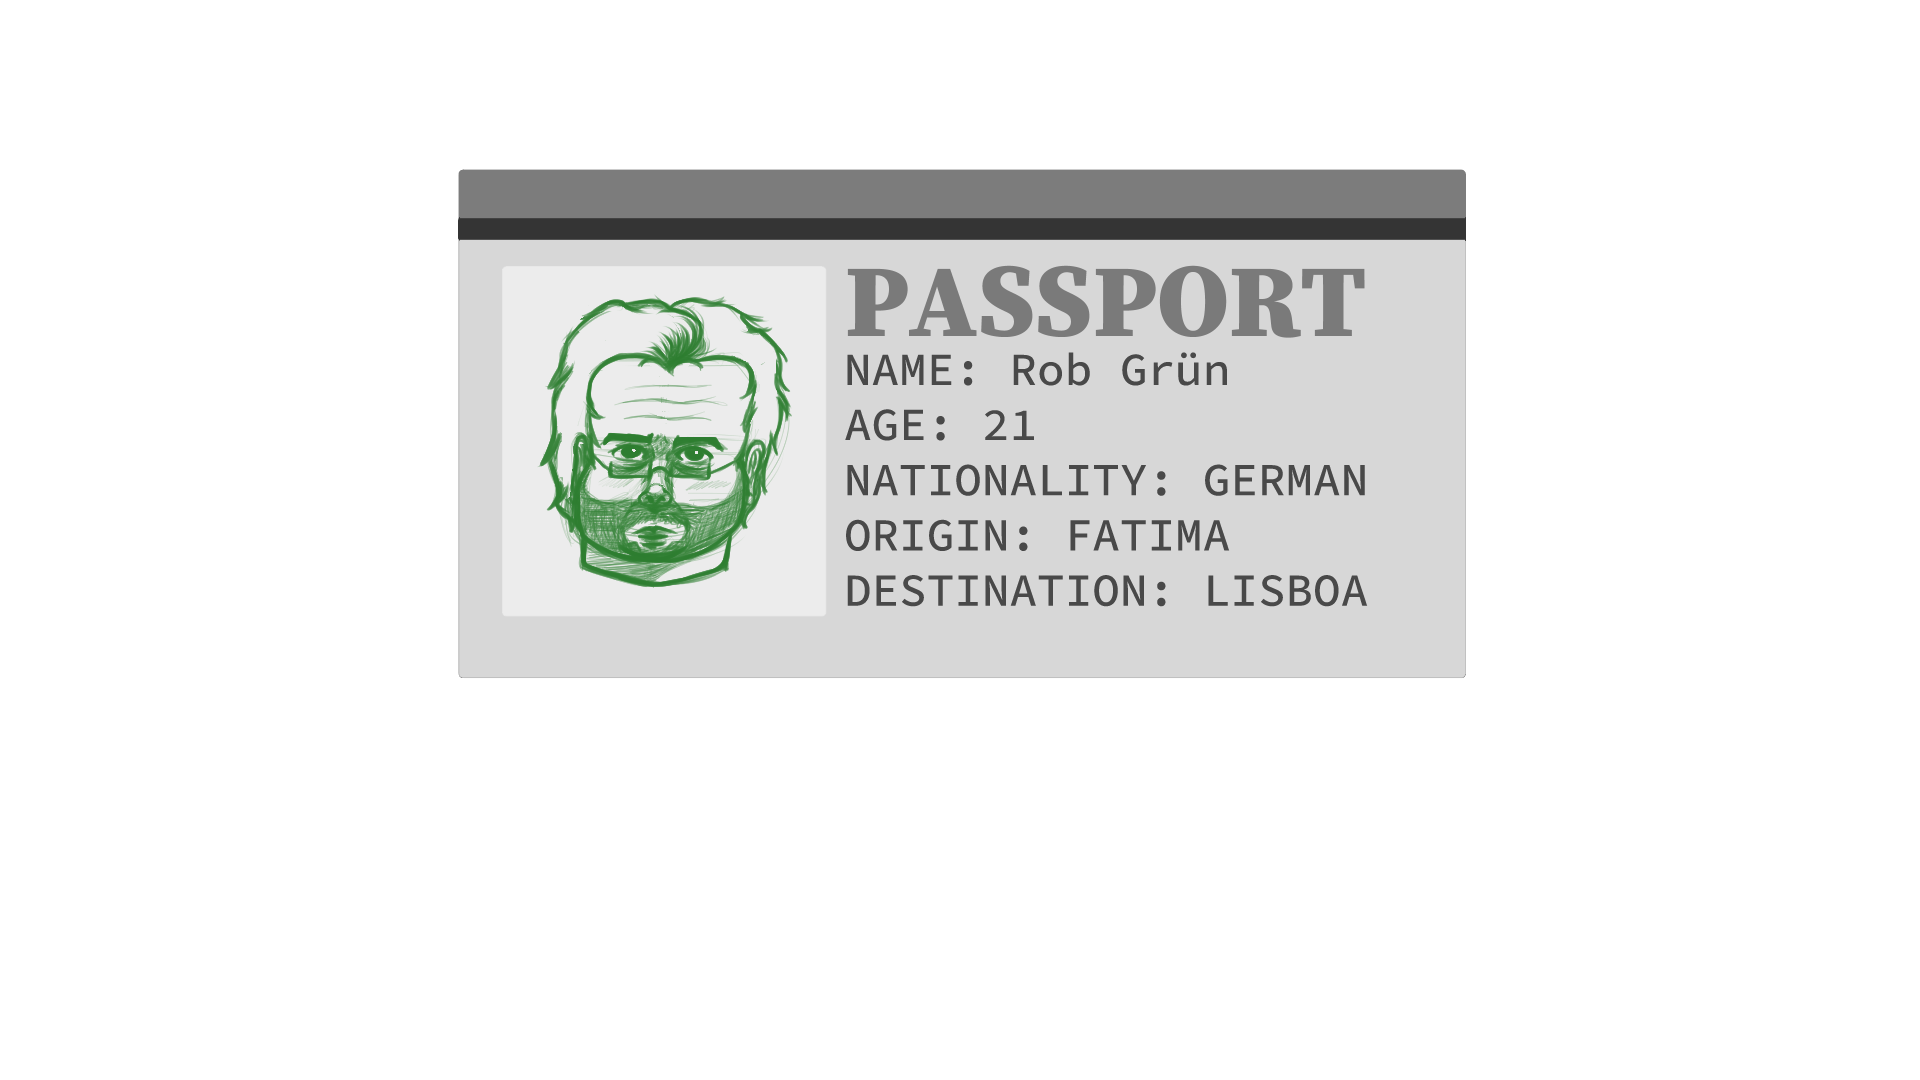 PASSPORT
NAME: Rob Grün
AGE: 21
NATIONALITY: GERMAN
ORIGIN: FATIMA
DESTINATION: LISBOA